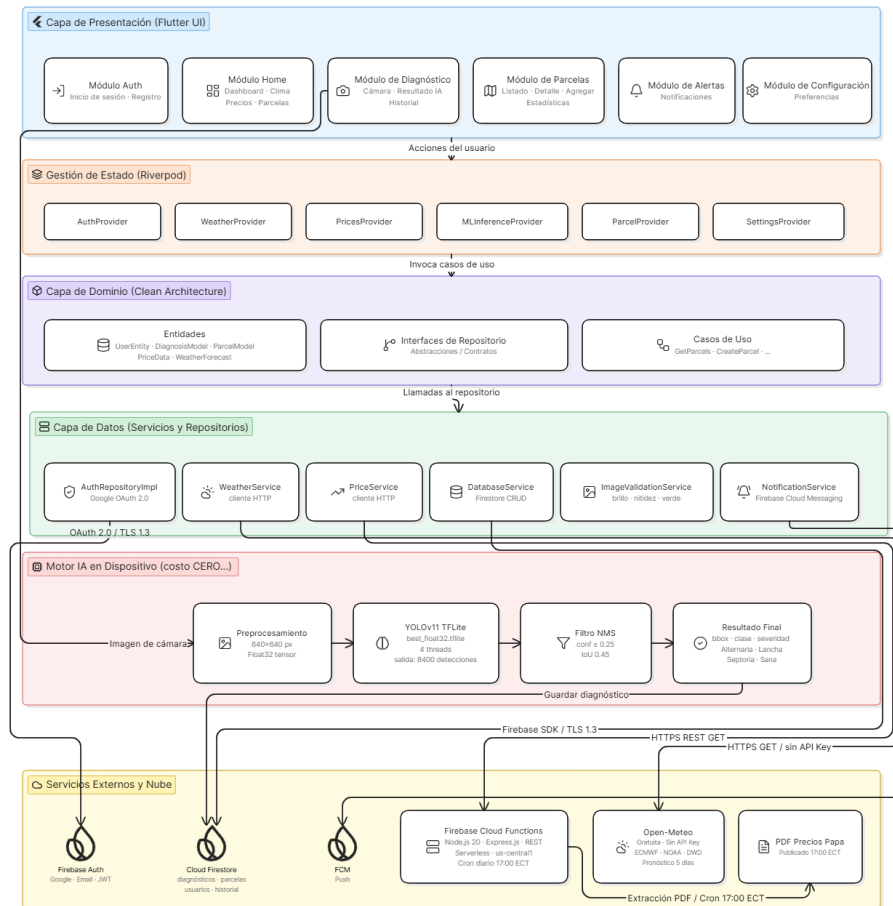 Capa de Presentación (Flutter UI)
Módulo Auth
Inicio de sesión · Registro
Módulo Home
Dashboard · Clima
Precios · Parcelas
Módulo de Diagnóstico
Cámara · Resultado IA
Historial
Módulo de Parcelas
Listado · Detalle · Agregar
Estadísticas
Módulo de Alertas
Notificaciones
Módulo de Configuración
Preferencias
Acciones del usuario
Gestión de Estado (Riverpod)
AuthProvider
WeatherProvider
PricesProvider
MLInferenceProvider
ParcelProvider
SettingsProvider
Invoca casos de uso
Capa de Dominio (Clean Architecture)
Entidades
UserEntity · DiagnosisModel · ParcelModel
PriceData · WeatherForecast
Interfaces de Repositorio
Abstracciones / Contratos
Casos de Uso
GetParcels · CreateParcel · ...
Llamadas al repositorio
Capa de Datos (Servicios y Repositorios)
AuthRepositoryImpl
Google OAuth 2.0
WeatherService
cliente HTTP
PriceService
cliente HTTP
DatabaseService
Firestore CRUD
ImageValidationService
brillo · nitidez · verde
NotificationService
Firebase Cloud Messaging
OAuth 2.0 / TLS 1.3
Motor IA en Dispositivo (costo CERO...)
Imagen de cámara
Preprocesamiento
640×640 px
Float32 tensor
YOLOv11 TFLite
best_float32.tflite
4 threads
salida: 8400 detecciones
Filtro NMS
conf ≥ 0.25
IoU 0.45
Resultado Final
bbox · clase · severidad
Alternaria · Lancha
Septoria · Sana
Guardar diagnóstico
Firebase SDK / TLS 1.3
HTTPS REST GET
HTTPS GET / sin API Key
Servicios Externos y Nube
Firebase Auth
Google · Email · JWT
Cloud Firestore
diagnósticos · parcelas
usuarios · historial
FCM
Push
Firebase Cloud Functions
Node.js 20 · Express.js · REST
Serverless · us-central1
Cron diario 17:00 ECT
Open-Meteo
Gratuita · Sin API Key
ECMWF · NOAA · DWD
Pronóstico 5 días
PDF Precios Papa
Publicado 17:00 ECT
Extracción PDF / Cron 17:00 ECT